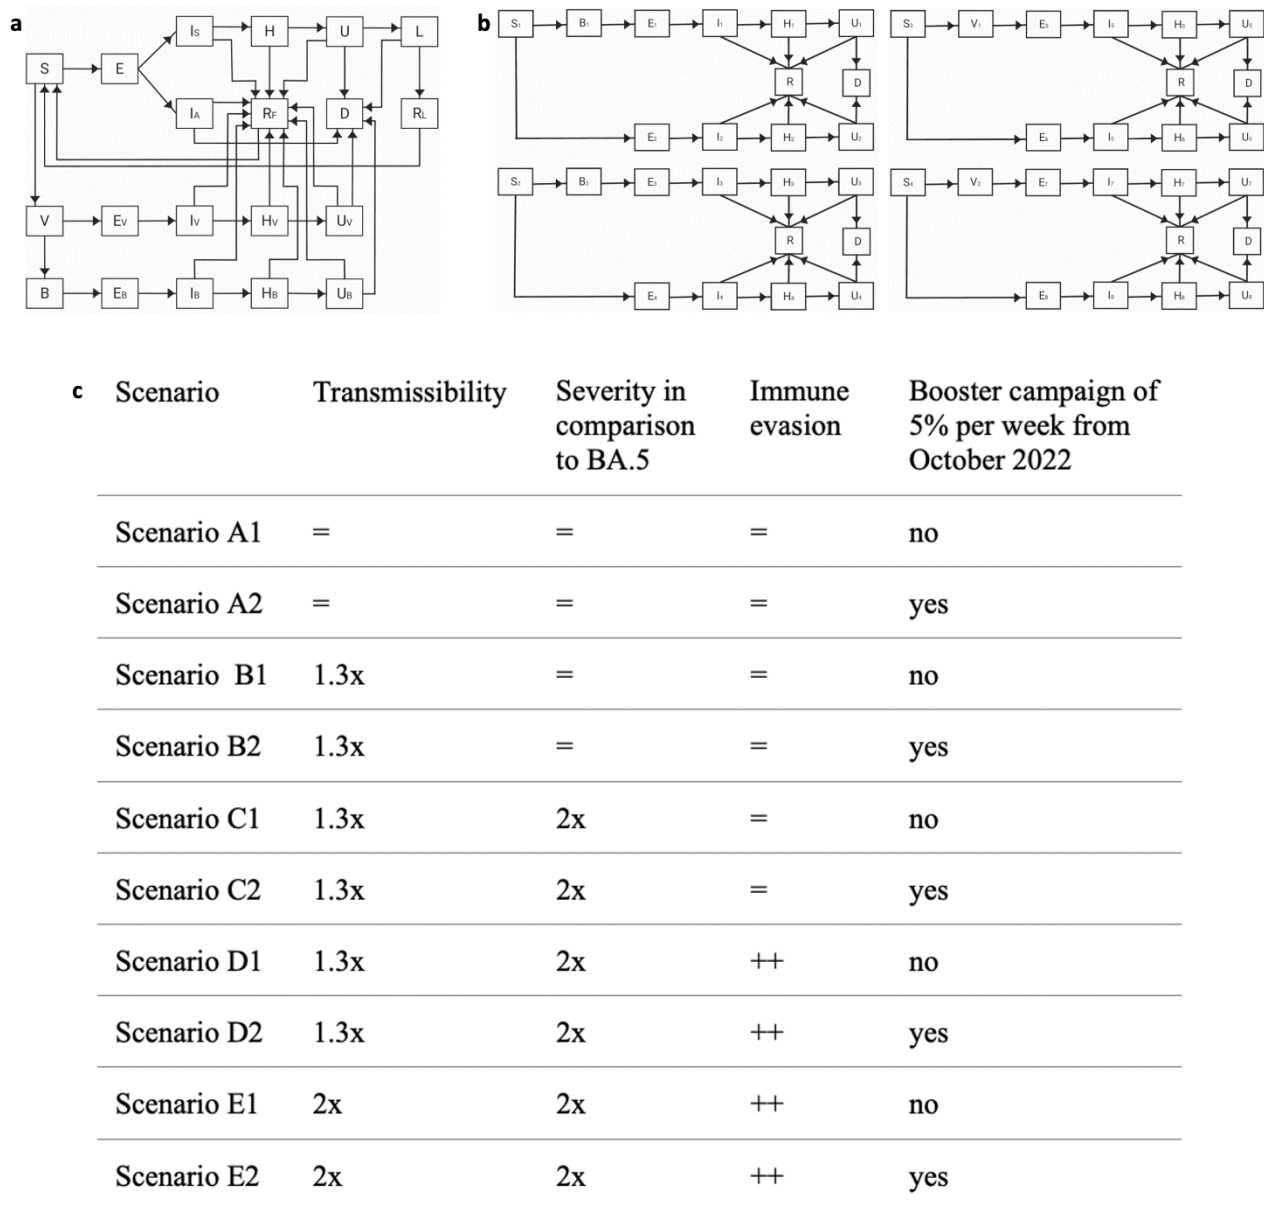 a
Is H U L
S E
IA RF D RL
V EV IV HV UV
B EB IB HB UB
b
S₁ B₁ E₁ I₁ H₁ U₁
R D
E₂ I₂ H₂ U₂
S₂ B₂ E₃ I₃ H₃ U₃
R D
E₄ I₄ H₄ U₄
S₃ V₁ E₅ I₅ H₅ U₅
R D
E₆ I₆ H₆ U₆
S₄ V₂ E₇ I₇ H₇ U₇
R D
E₈ I₈ H₈ U₈
c
Scenario Transmissibility Severity in comparison to BA.5 Immune evasion Booster campaign of 5% per week from October 2022
Scenario A1 = = = no
Scenario A2 = = = yes
Scenario B1 1.3x = = no
Scenario B2 1.3x = = yes
Scenario C1 1.3x 2x = no
Scenario C2 1.3x 2x = yes
Scenario D1 1.3x 2x ++ no
Scenario D2 1.3x 2x ++ yes
Scenario E1 2x 2x ++ no
Scenario E2 2x 2x ++ yes